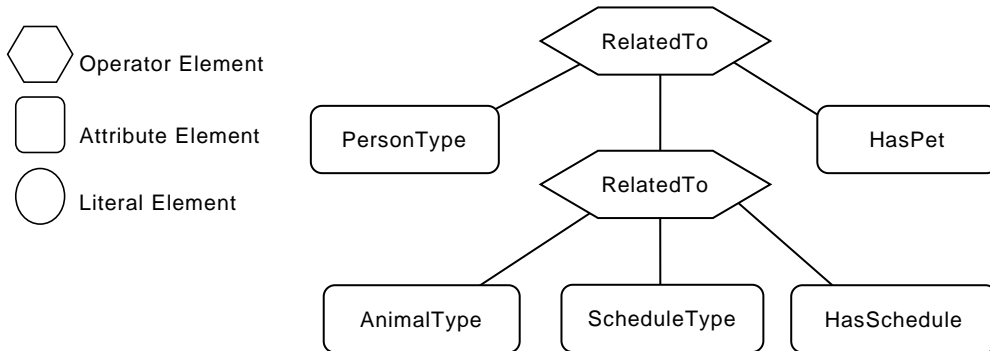 Operator Element
Attribute Element
Literal Element
RelatedTo
PersonType
HasPet
RelatedTo
AnimalType
ScheduleType
HasSchedule